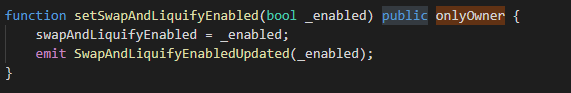 function setSwapAndLiquifyEnabled(bool _enabled) public onlyOwner {
    swapAndLiquifyEnabled = _enabled;
    emit SwapAndLiquifyEnabledUpdated(_enabled);
}